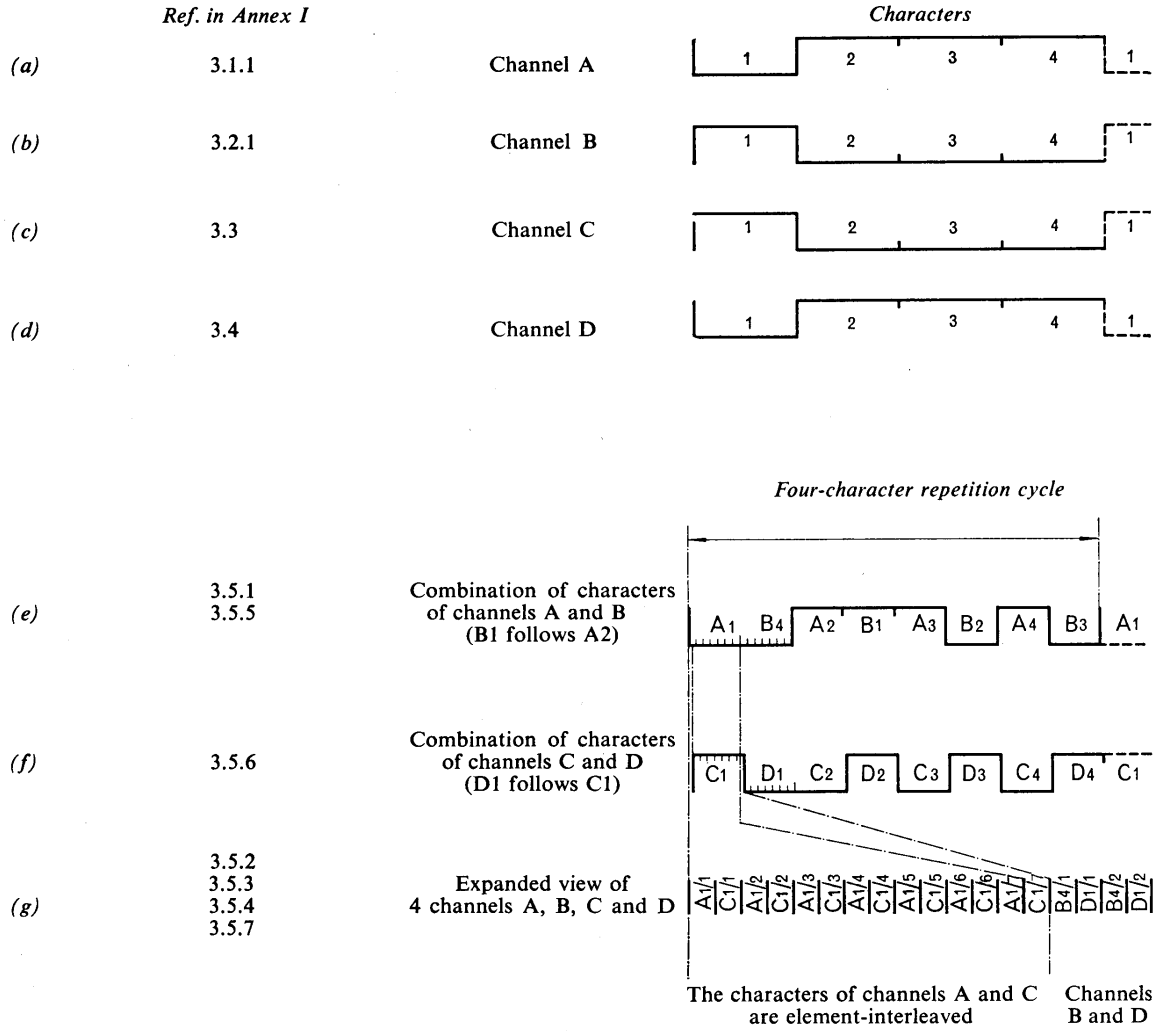 Ref. in Annex I Characters
(a) 3.1.1 Channel A 1 2 3 4 1
(b) 3.2.1 Channel B 1 2 3 4 1
(c) 3.3 Channel C 1 2 3 4 1
(d) 3.4 Channel D 1 2 3 4 1
Four-character repetition cycle
3.5.1 Combination of characters
(e) 3.5.5 of channels A and B A1 B4 A2 B1 A3 B2 A4 B3 A1
(B1 follows A2)
Combination of characters
(f) 3.5.6 of channels C and D C1 D1 C2 D2 C3 D3 C4 D4 C1
(D1 follows C1)
3.5.2
3.5.3 Expanded view of
(g) 3.5.4 4 channels A, B, C and D A1/1 C1/1 A1/2 C1/2 A1/3 C1/3 A1/4 C1/4 A1/5 C1/5 A1/6 C1/6 A1/7 C1/7 B4/1 D1/1 B4/2 D1/2
3.5.7
The characters of channels A and C Channels
are element-interleaved B and D